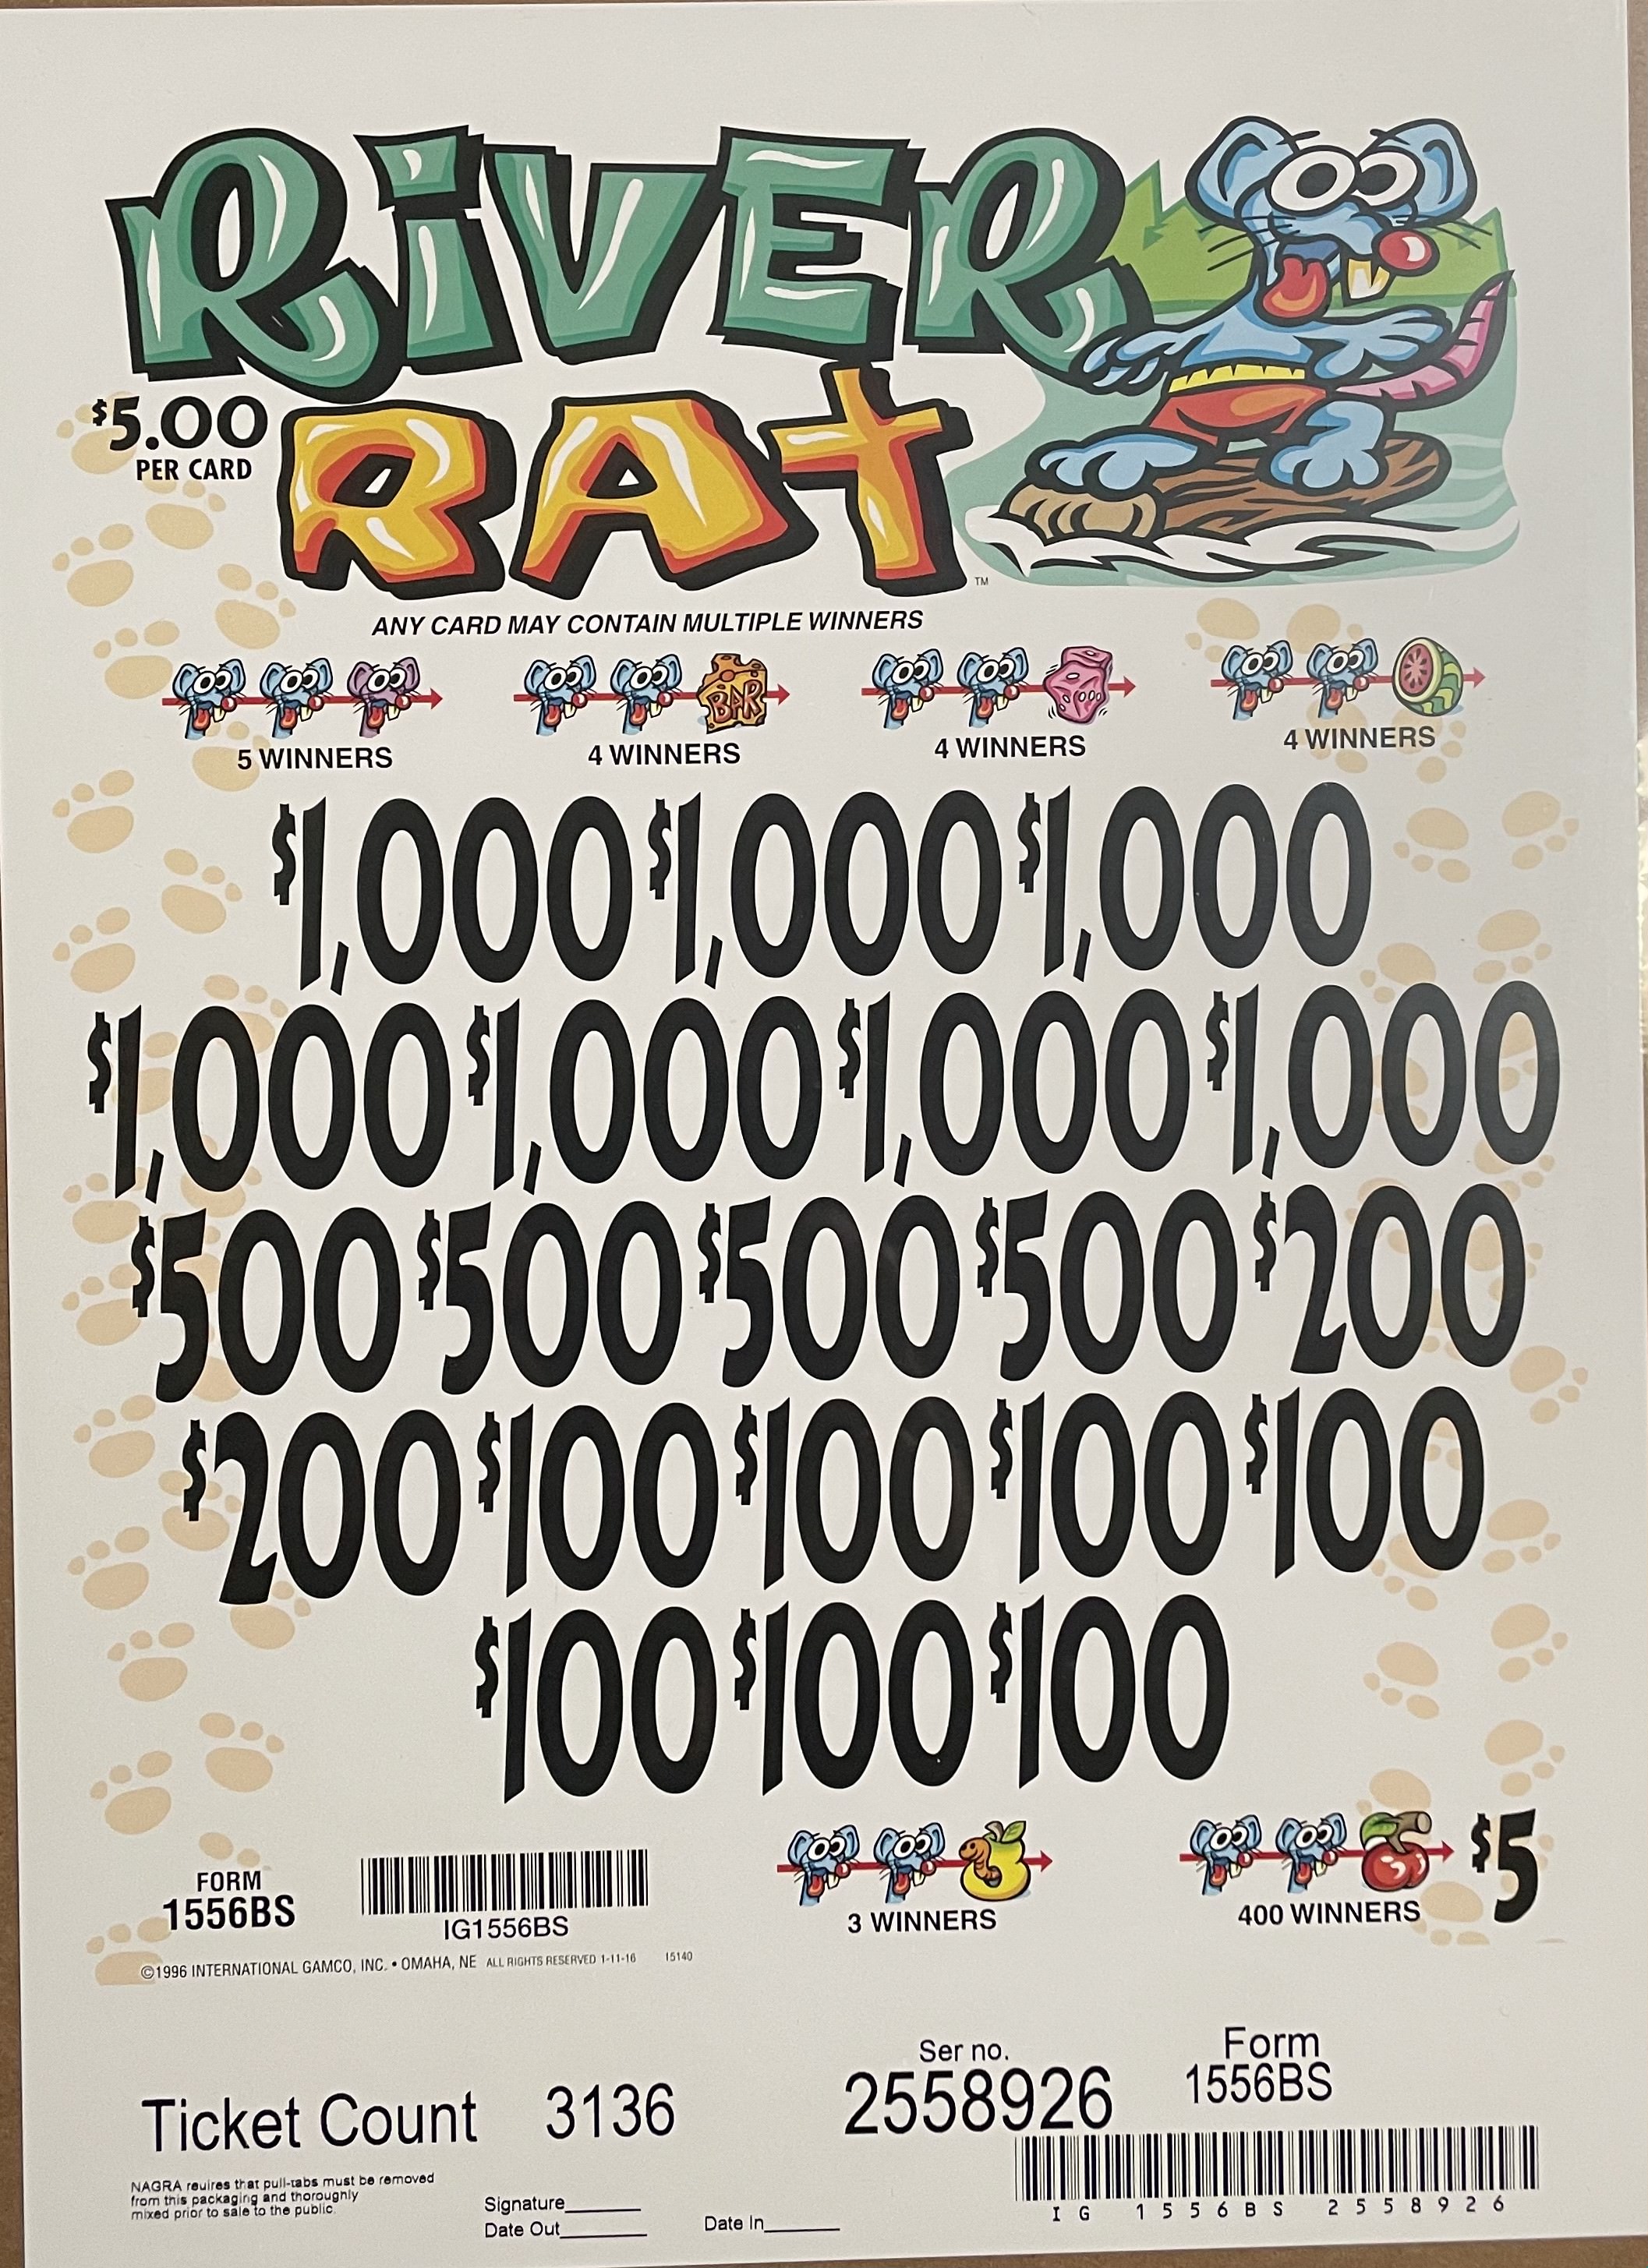 RiVER
RAt
™
$5.00
PER CARD
ANY CARD MAY CONTAIN MULTIPLE WINNERS
BAR
5 WINNERS 4 WINNERS 4 WINNERS 4 WINNERS
$1,000 $1,000 $1,000
$1,000 $1,000 $1,000 $1,000
$500 $500 $500 $500 $200
$200 $100 $100 $100 $100
$100 $100 $100
FORM
1556BS
IG1556BS
3 WINNERS
400 WINNERS
$5
©1996 INTERNATIONAL GAMCO, INC. • OMAHA, NE ALL RIGHTS RESERVED 1-11-16 15140
Ticket Count 3136
Ser no.
2558926
Form
1556BS
NAGRA reuires that pull-tabs must be removed
from this packaging and thoroughly
mixed prior to sale to the public.
Signature______
Date Out_______
Date In______
IG 1556BS 2558926